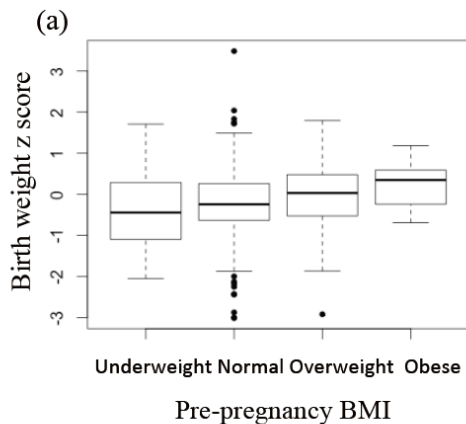 (a)
Birth weight z score
3
2
1
0
-1
-2
-3
Underweight Normal Overweight Obese
Pre-pregnancy BMI